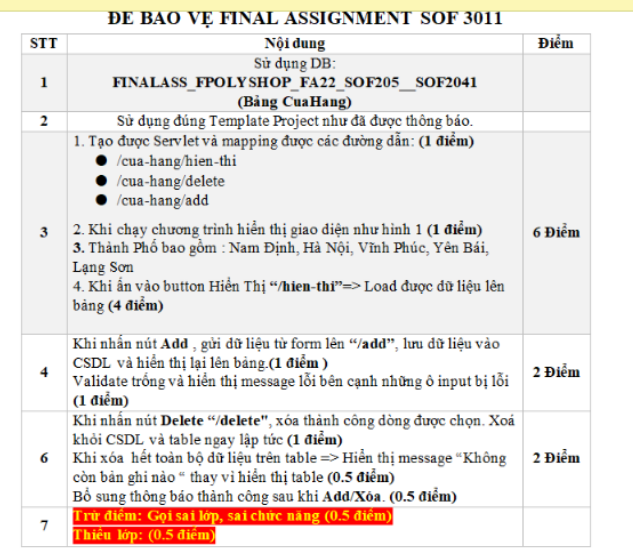 ĐỀ BẢO VỆ FINAL ASSIGNMENT SOF 3011
STT Nội dung Điểm
1 Sử dụng DB:
FINALASS_FPOLYSHOP_FA22_SOF205__SOF2041
(Bảng CuaHang)
2 Sử dụng đúng Template Project như đã được thông báo.
3 6 Điểm
1. Tạo được Servlet và mapping được các đường dẫn: (1 điểm)
● /cua-hang/hien-thi
● /cua-hang/delete
● /cua-hang/add
2. Khi chạy chương trình hiển thị giao diện như hình 1 (1 điểm)
3. Thành Phố bao gồm : Nam Định, Hà Nội, Vĩnh Phúc, Yên Bái,
Lạng Sơn
4. Khi ấn vào button Hiển Thị “/hien-thi”=> Load được dữ liệu lên
bảng (4 điểm)
4 2 Điểm
Khi nhấn nút Add , gửi dữ liệu từ form lên “/add”, lưu dữ liệu vào
CSDL và hiển thị lại lên bảng.(1 điểm )
Validate trống và hiển thị message lỗi bên cạnh những ô input bị lỗi
(1 điểm)
6 2 Điểm
Khi nhấn nút Delete “/delete", xóa thành công dòng được chọn. Xoá
khỏi CSDL và table ngay lập tức (1 điểm)
Khi xóa hết toàn bộ dữ liệu trên table => Hiển thị message “Không
còn bản ghi nào “ thay vì hiển thị table (0.5 điểm)
Bổ sung thông báo thành công sau khi Add/Xóa. (0.5 điểm)
7 Trừ điểm: Gọi sai lớp, sai chức năng (0.5 điểm)
Thiếu lớp: (0.5 điểm)